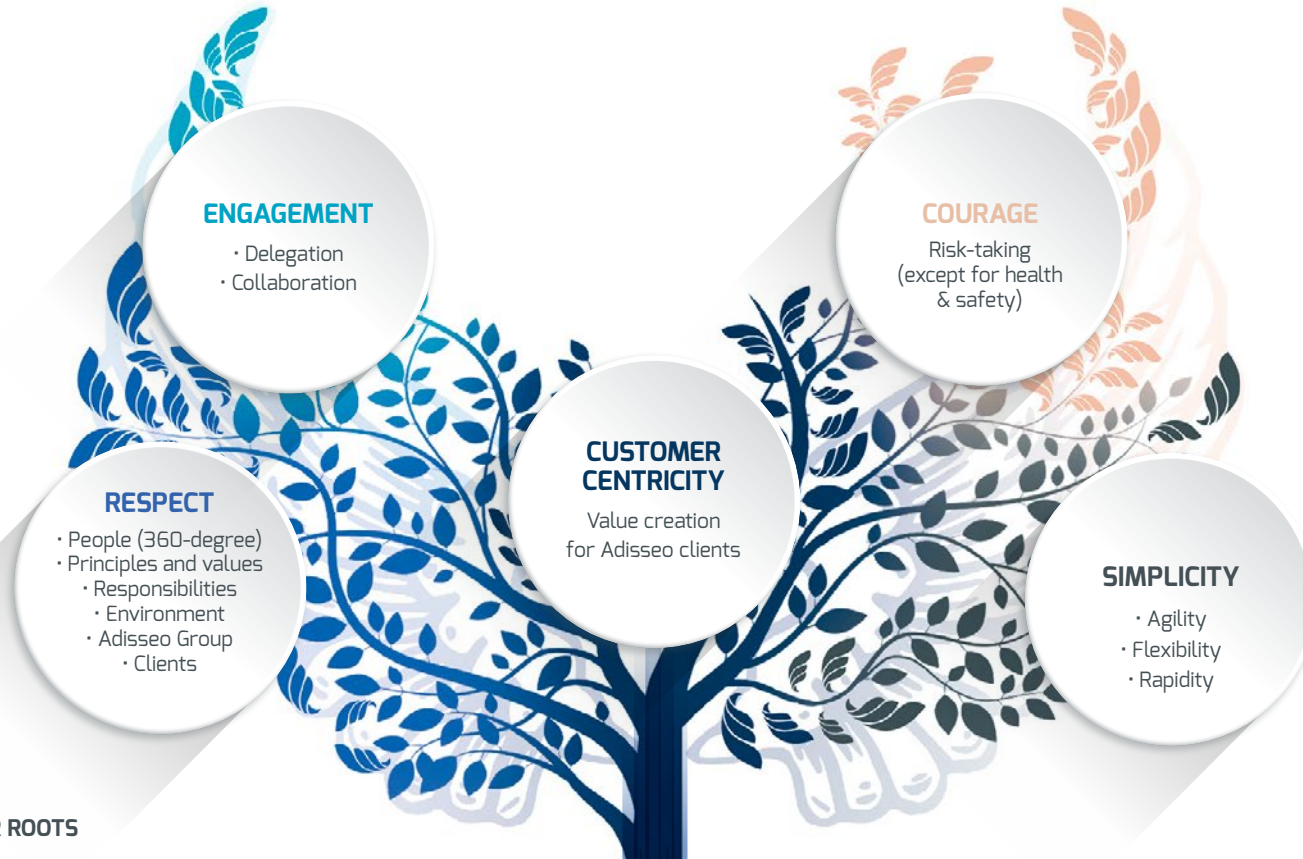 ENGAGEMENT
• Delegation
• Collaboration
COURAGE
Risk-taking
(except for health
& safety)
CUSTOMER
CENTRICITY
Value creation
for Adisseo clients
RESPECT
• People (360-degree)
• Principles and values
• Responsibilities
• Environment
• Adisseo Group
• Clients
SIMPLICITY
• Agility
• Flexibility
• Rapidity
ROOTS